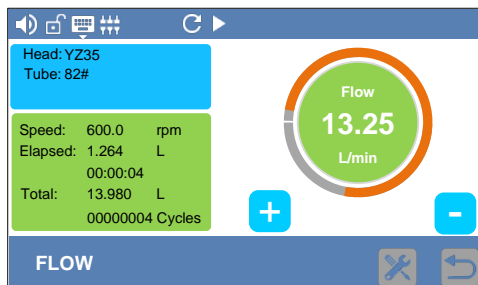 Head: YZ35
Tube: 82#
Speed: 600.0 rpm
Elapsed: 1.264 L
00:00:04
Total: 13.980 L
00000004 Cycles
Flow
13.25
L/min
+
-
FLOW